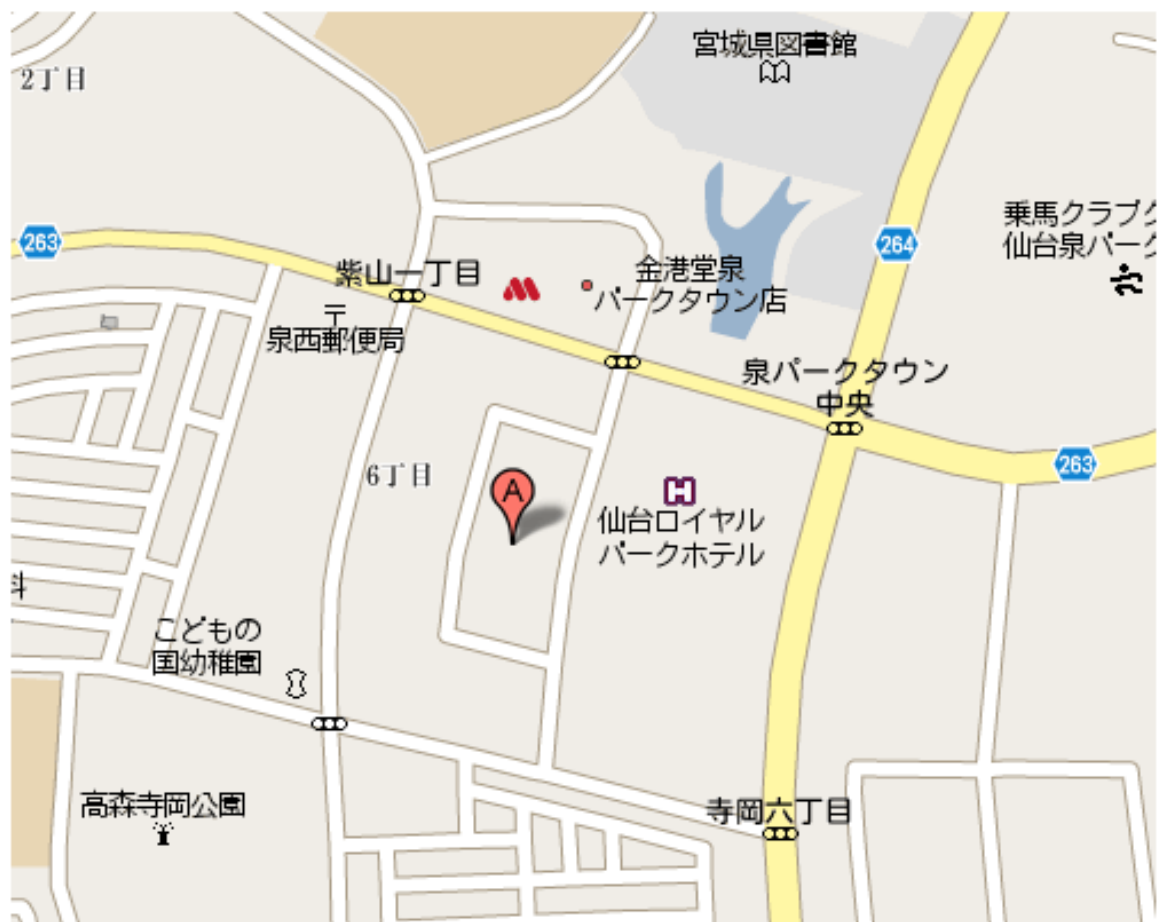 宮城県図書館
2丁目
乗馬クラブク
仙台泉パーク
263
264
紫山一丁目
金港堂泉
パークタウン店
泉西郵便局
泉パークタウン
中央
263
6丁目
A
仙台ロイヤル
パークホテル
科
こどもの
国幼稚園
高森寺岡公園
寺岡六丁目